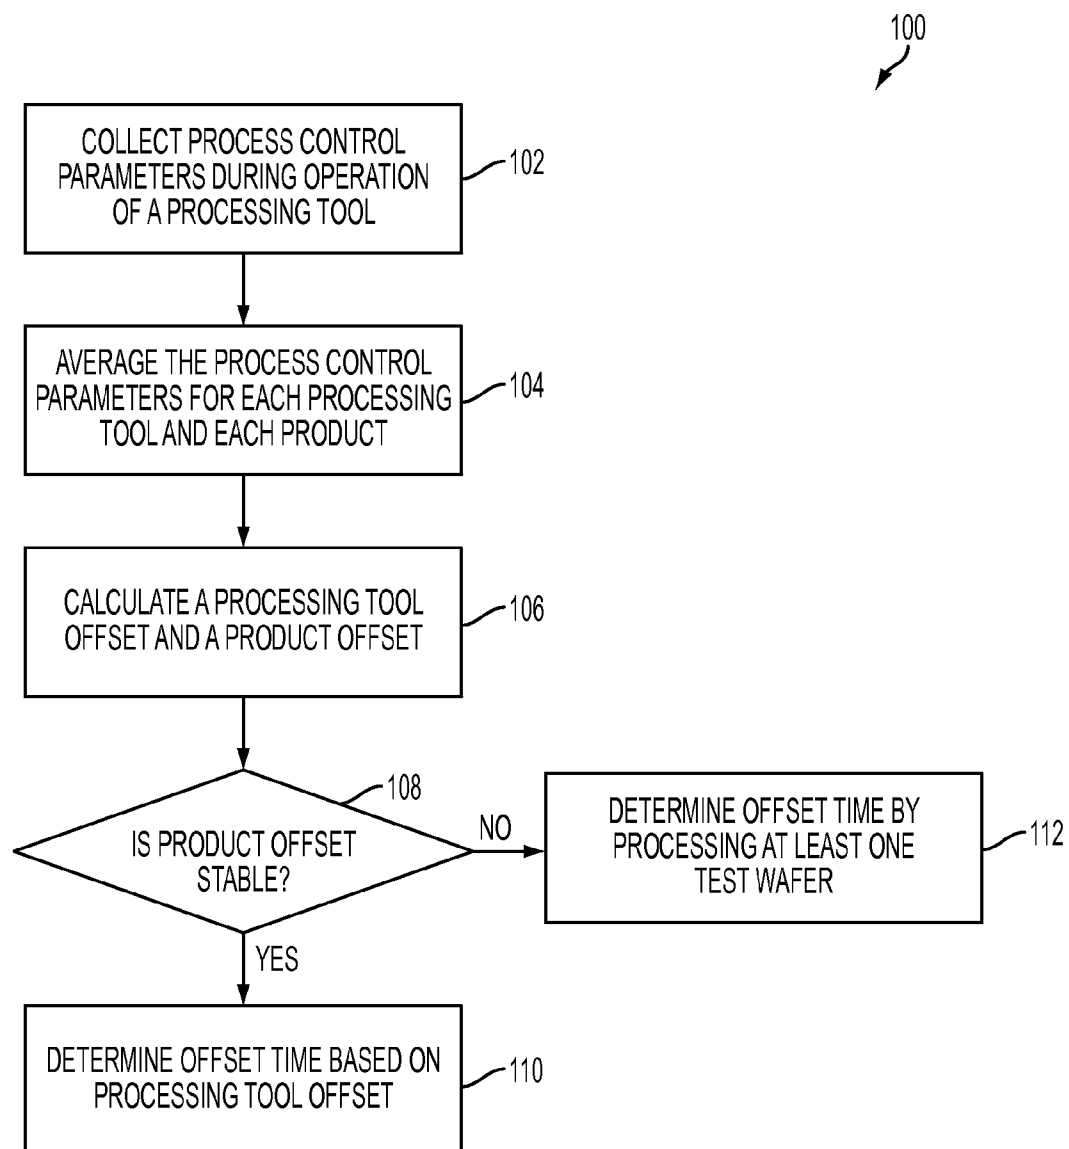 100
COLLECT PROCESS CONTROL
PARAMETERS DURING OPERATION
OF A PROCESSING TOOL
102
AVERAGE THE PROCESS CONTROL
PARAMETERS FOR EACH PROCESSING
TOOL AND EACH PRODUCT
104
CALCULATE A PROCESSING TOOL
OFFSET AND A PRODUCT OFFSET
106
108
IS PRODUCT OFFSET
STABLE?
NO
DETERMINE OFFSET TIME BY
PROCESSING AT LEAST ONE
TEST WAFER
112
YES
DETERMINE OFFSET TIME BASED ON
PROCESSING TOOL OFFSET
110